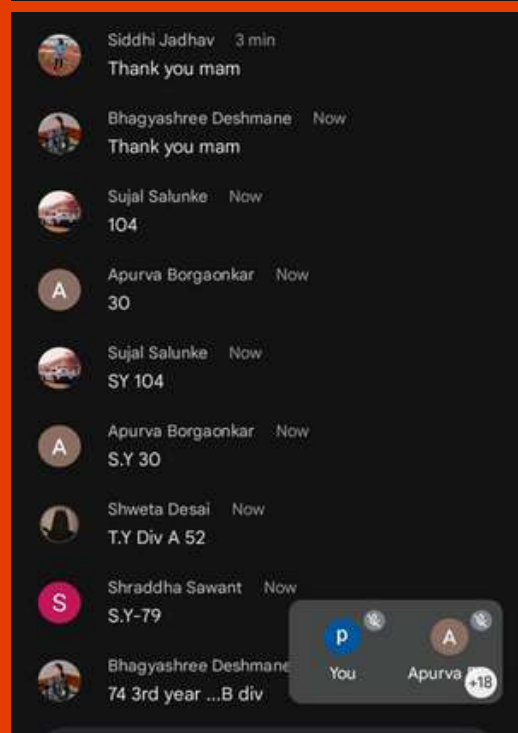 Siddhi Jadhav 3 min
Thank you mam
Bhagyashree Deshmane Now
Thank you mam
Sujal Salunke Now
104
A
Apurva Borgaonkar Now
30
Sujal Salunke Now
SY 104
A
Apurva Borgaonkar Now
S.Y 30
Shweta Desai Now
T.Y Div A 52
S
Shraddha Sawant Now
S.Y-79
Bhagyashree Deshmane
74 3rd year ...B div
p A
You Apurva
+18